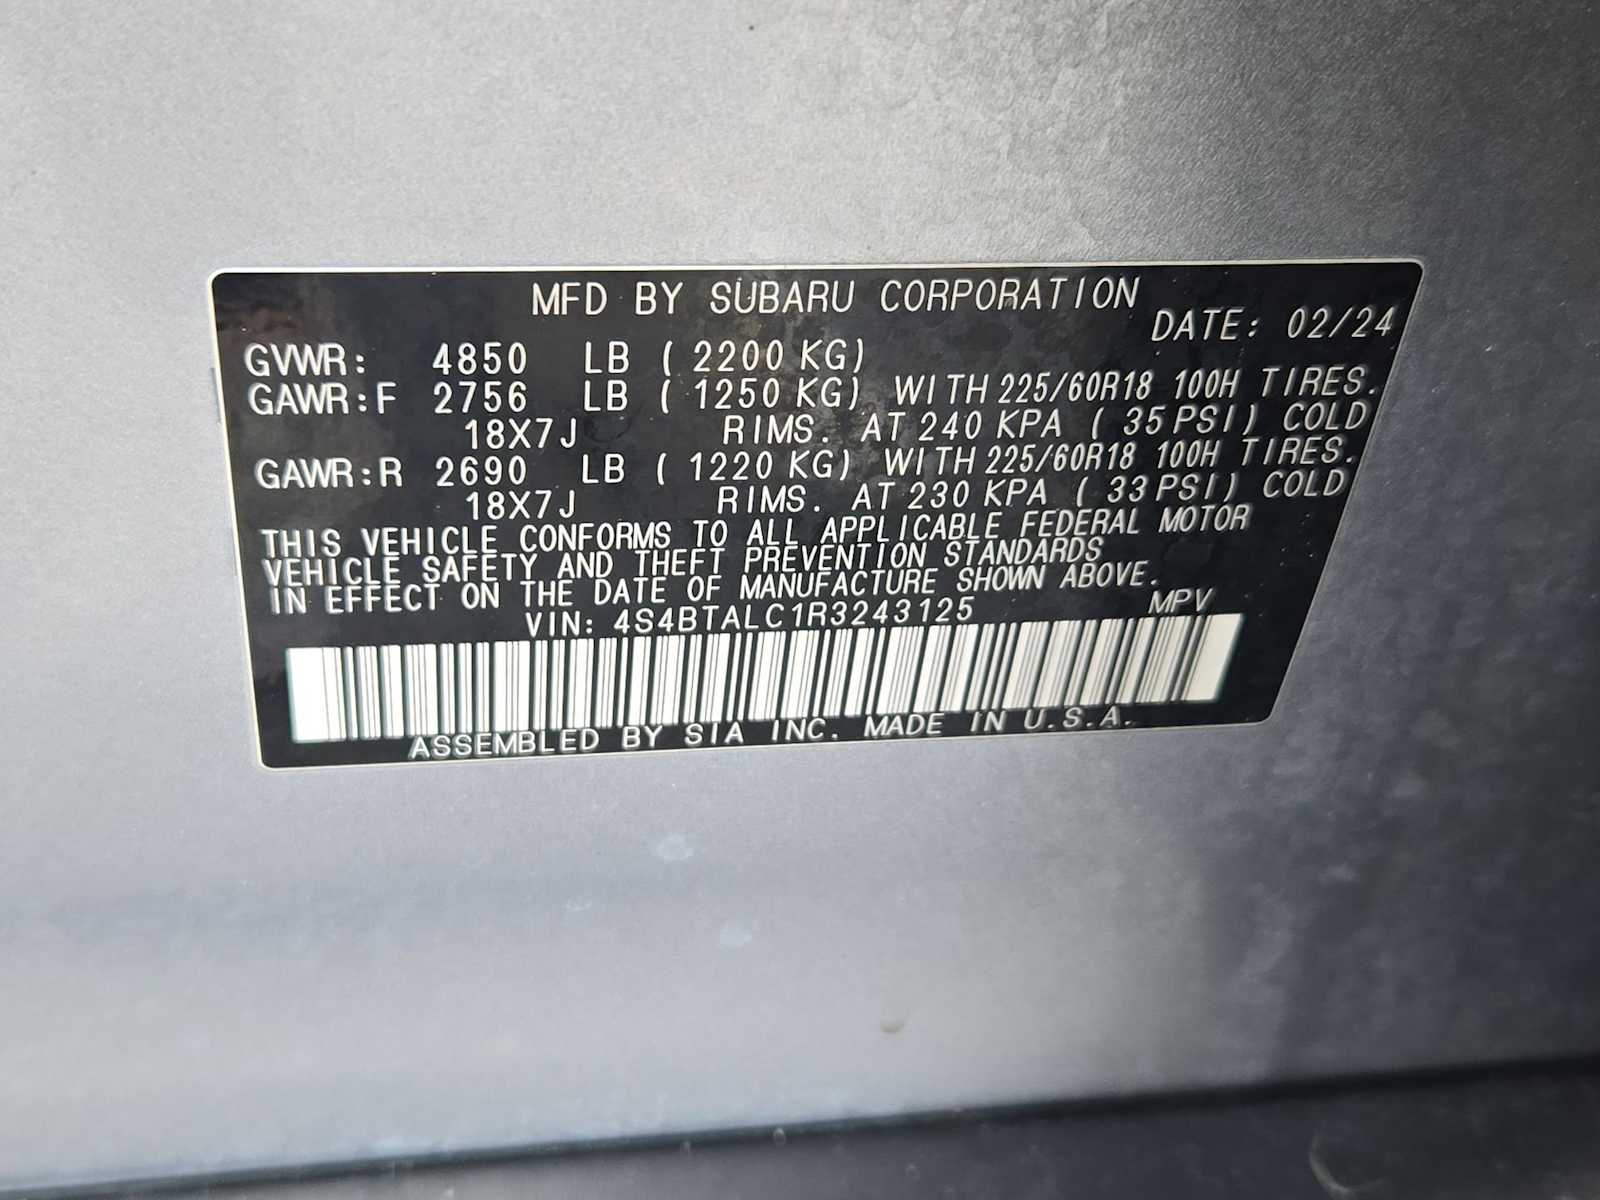 MFD BY SUBARU CORPORATION
DATE: 02/24
GVWR: 4850 LB ( 2200 KG)
GAWR:F 2756 LB ( 1250 KG) WITH 225/60R18 100H TIRES.
18X7J RIMS. AT 240 KPA ( 35 PSI) COLD
GAWR:R 2690 LB ( 1220 KG) WITH 225/60R18 100H TIRES.
18X7J RIMS. AT 230 KPA ( 33 PSI) COLD
THIS VEHICLE CONFORMS TO ALL APPLICABLE FEDERAL MOTOR
VEHICLE SAFETY AND THEFT PREVENTION STANDARDS
IN EFFECT ON THE DATE OF MANUFACTURE SHOWN ABOVE.
VIN: 4S4BTALC1R3243125 MPV
ASSEMBLED BY SIA INC. MADE IN U.S.A.